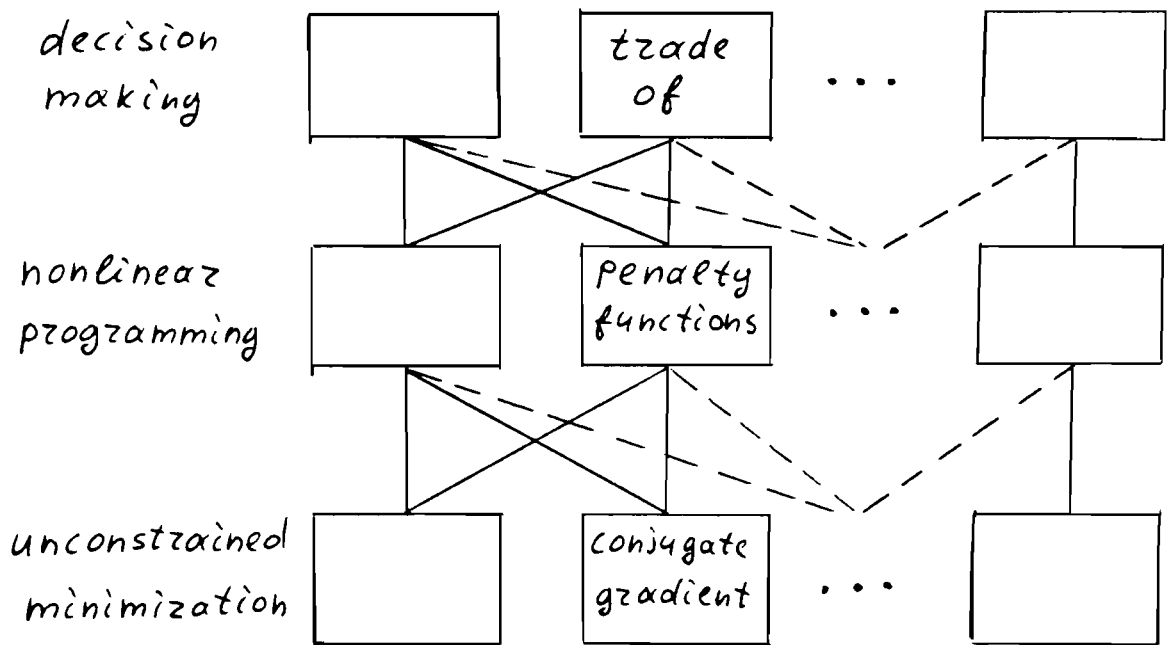 decision
making
trade
of
...
nonlinear
programming
penalty
functions
...
unconstrained
minimization
conjugate
gradient
...